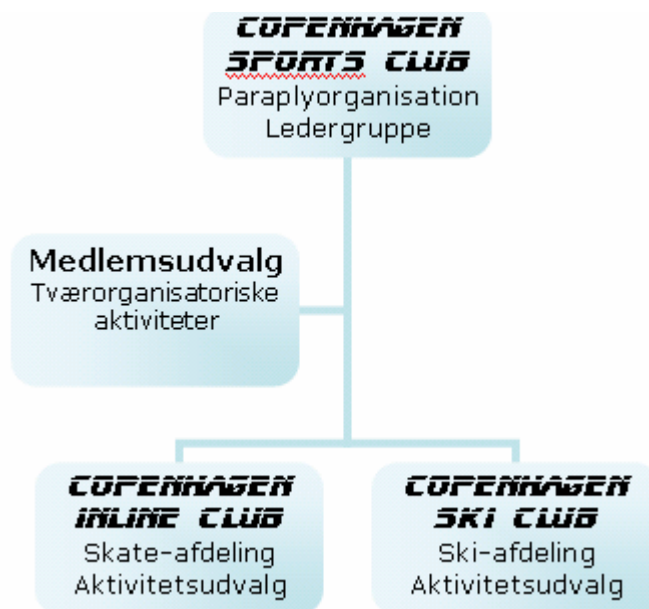 COPENHAGEN
SPORTS CLUB
Paraplyorganisation
Ledergruppe
Medlemsudvalg
Tværorganisatoriske
aktiviteter
COPENHAGEN
INLINE CLUB
Skate-afdeling
Aktivitetsudvalg
COPENHAGEN
SKI CLUB
Ski-afdeling
Aktivitetsudvalg